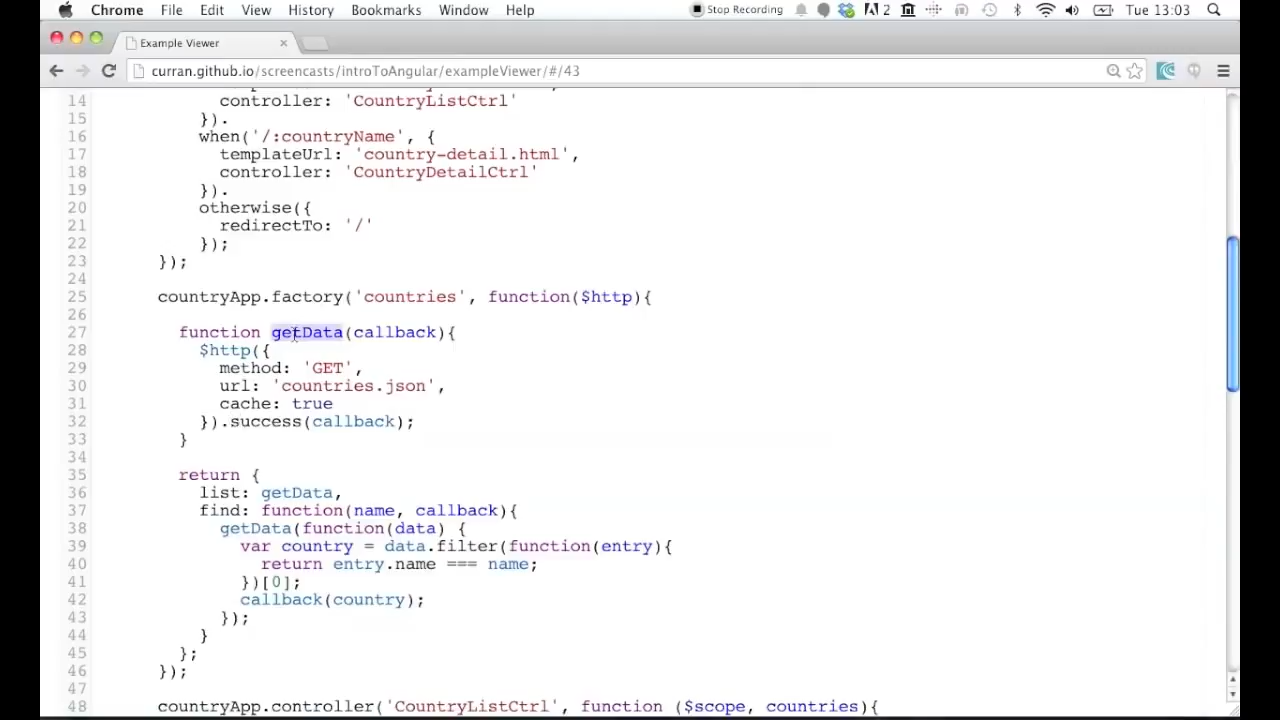 Chrome File Edit View History Bookmarks Window Help Stop Recording 2 Tue 13:03
Example Viewer
curran.github.io/screencasts/introToAngular/exampleViewer/#/43
14 controller: 'CountryListCtrl'
15 }).
16 when('/:countryName', {
17 templateUrl: 'country-detail.html',
18 controller: 'CountryDetailCtrl'
19 }).
20 otherwise({
21 redirectTo: '/'
22 });
23 });
24
25 countryApp.factory('countries', function($http){
26
27 function getData(callback){
28 $http({
29 method: 'GET',
30 url: 'countries.json',
31 cache: true
32 }).success(callback);
33 }
34
35 return {
36 list: getData,
37 find: function(name, callback){
38 getData(function(data) {
39 var country = data.filter(function(entry){
40 return entry.name === name;
41 })[0];
42 callback(country);
43 });
44 }
45 };
46 });
47
48 countryApp.controller('CountryListCtrl', function ($scope, countries){